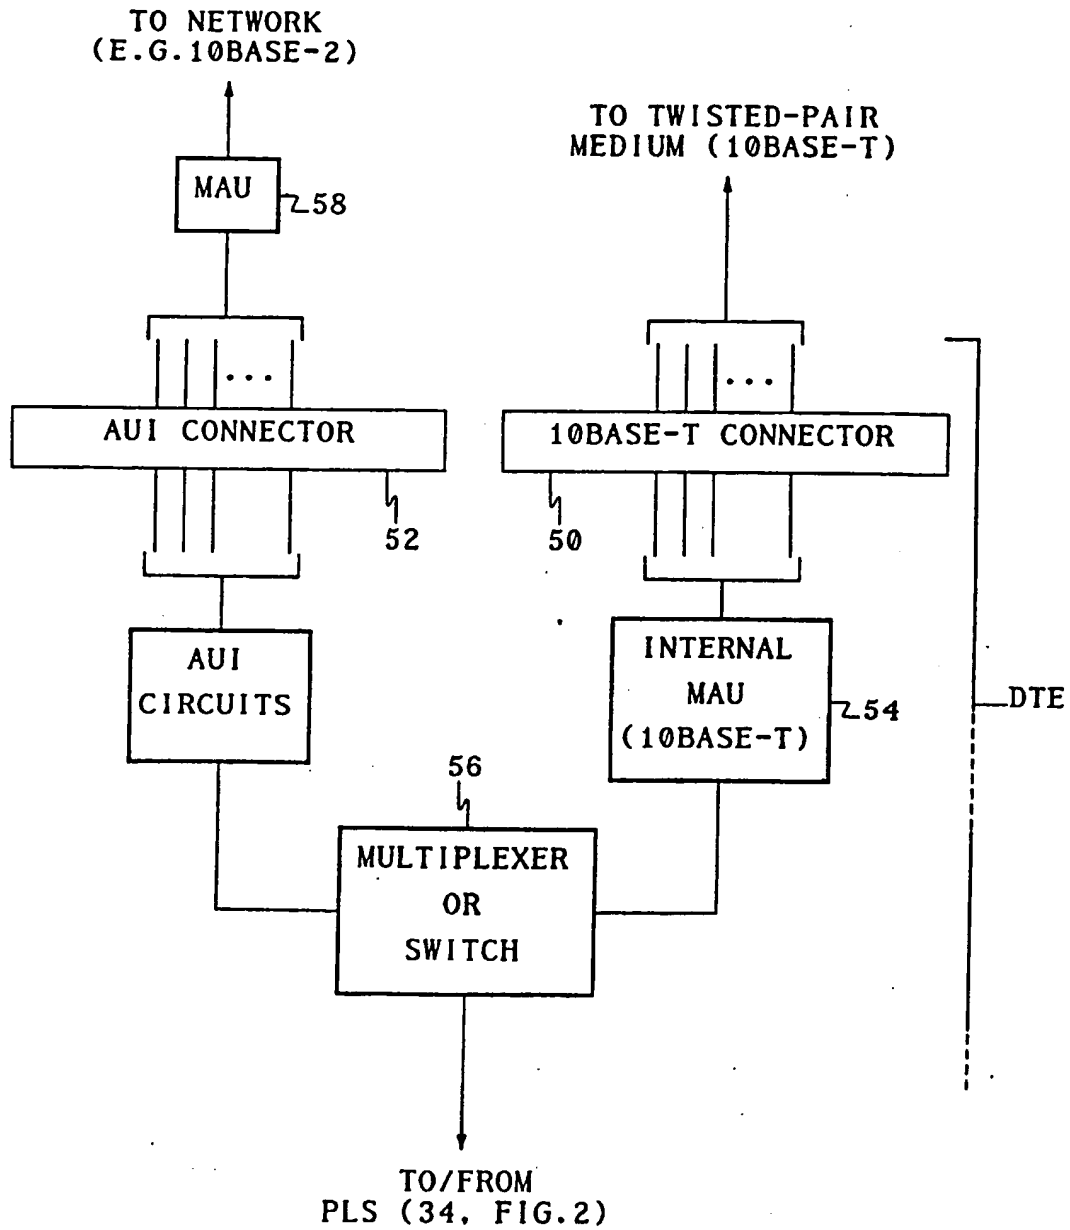 TO NETWORK
(E.G.10BASE-2)
TO TWISTED-PAIR
MEDIUM (10BASE-T)
MAU
58
AUI CONNECTOR
10BASE-T CONNECTOR
52
50
AUI
CIRCUITS
INTERNAL
MAU
(10BASE-T)
54
DTE
56
MULTIPLEXER
OR
SWITCH
TO/FROM
PLS (34, FIG.2)